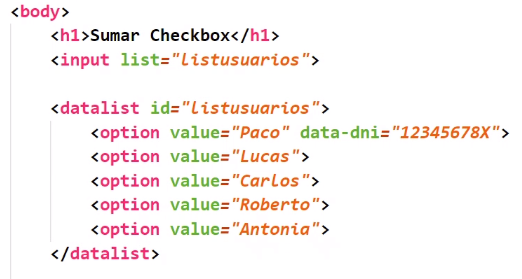 <body>
<h1>Sumar Checkbox</h1>
<input list="listusuarios">
<datalist id="listusuarios">
<option value="Paco" data-dni="12345678X">
<option value="Lucas">
<option value="Carlos">
<option value="Roberto">
<option value="Antonia">
</datalist>